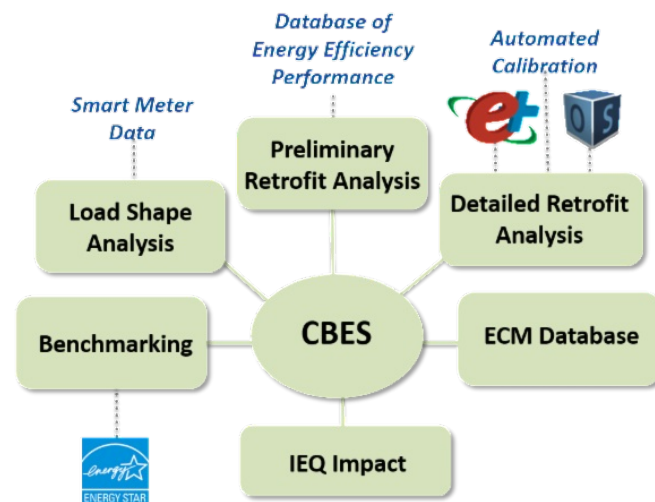 Database of
Energy Efficiency
Performance
Automated
Calibration
Smart Meter
Data
e+
OS
Preliminary
Retrofit Analysis
Load Shape
Analysis
Detailed Retrofit
Analysis
CBES
Benchmarking
ECM Database
IEQ Impact
energy
ENERGY STAR